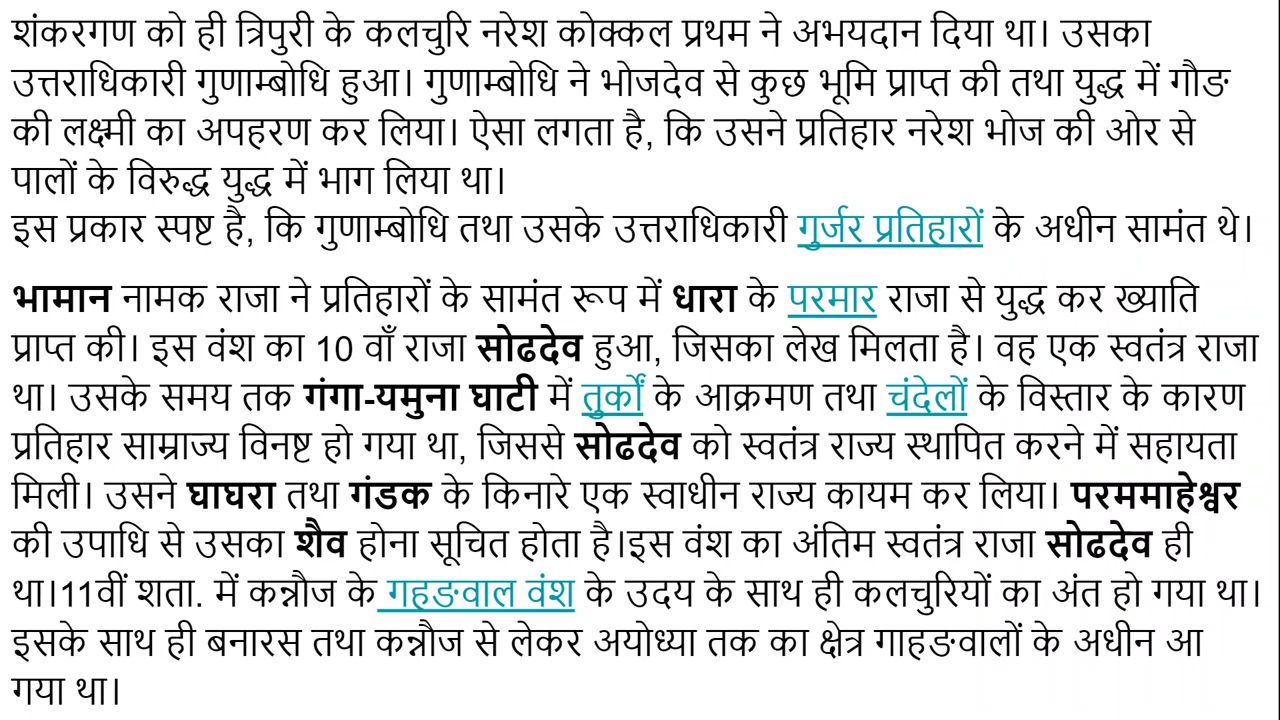 शंकरगण को ही त्रिपुरी के कलचुरि नरेश कोक्कल प्रथम ने अभयदान दिया था। उसका
उत्तराधिकारी गुणाम्बोधि हुआ। गुणाम्बोधि ने भोजदेव से कुछ भूमि प्राप्त की तथा युद्ध में गौङ
की लक्ष्मी का अपहरण कर लिया। ऐसा लगता है, कि उसने प्रतिहार नरेश भोज की ओर से
पालों के विरुद्ध युद्ध में भाग लिया था।
इस प्रकार स्पष्ट है, कि गुणाम्बोधि तथा उसके उत्तराधिकारी गुर्जर प्रतिहारों के अधीन सामंत थे।
भामान नामक राजा ने प्रतिहारों के सामंत रूप में धारा के परमार राजा से युद्ध कर ख्याति
प्राप्त की। इस वंश का 10 वाँ राजा सोढदेव हुआ, जिसका लेख मिलता है। वह एक स्वतंत्र राजा
था। उसके समय तक गंगा-यमुना घाटी में तुर्कों के आक्रमण तथा चंदेलों के विस्तार के कारण
प्रतिहार साम्राज्य विनष्ट हो गया था, जिससे सोढदेव को स्वतंत्र राज्य स्थापित करने में सहायता
मिली। उसने घाघरा तथा गंडक के किनारे एक स्वाधीन राज्य कायम कर लिया। परममाहेश्वर
की उपाधि से उसका शैव होना सूचित होता है।इस वंश का अंतिम स्वतंत्र राजा सोढदेव ही
था।11वीं शता. में कन्नौज के गहङवाल वंश के उदय के साथ ही कलचुरियों का अंत हो गया था।
इसके साथ ही बनारस तथा कन्नौज से लेकर अयोध्या तक का क्षेत्र गाहङवालों के अधीन आ
गया था।